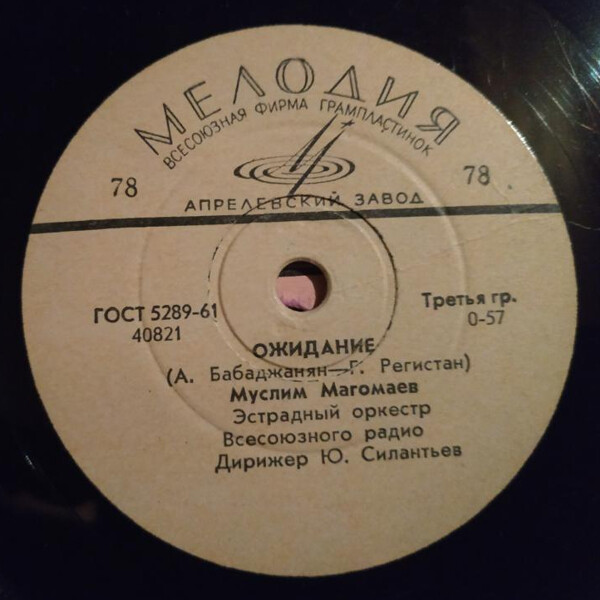 МЕЛОДИЯ
ВСЕСОЮЗНАЯ ФИРМА ГРАМПЛАСТИНОК
78
78
АПРЕЛЕВСКИЙ ЗАВОД
ГОСТ 5289-61
40821
Третья гр.
0-57
ОЖИДАНИЕ
(А. Бабаджанян—Г. Регистан)
Муслим Магомаев
Эстрадный оркестр
Всесоюзного радио
Дирижер Ю. Силантьев